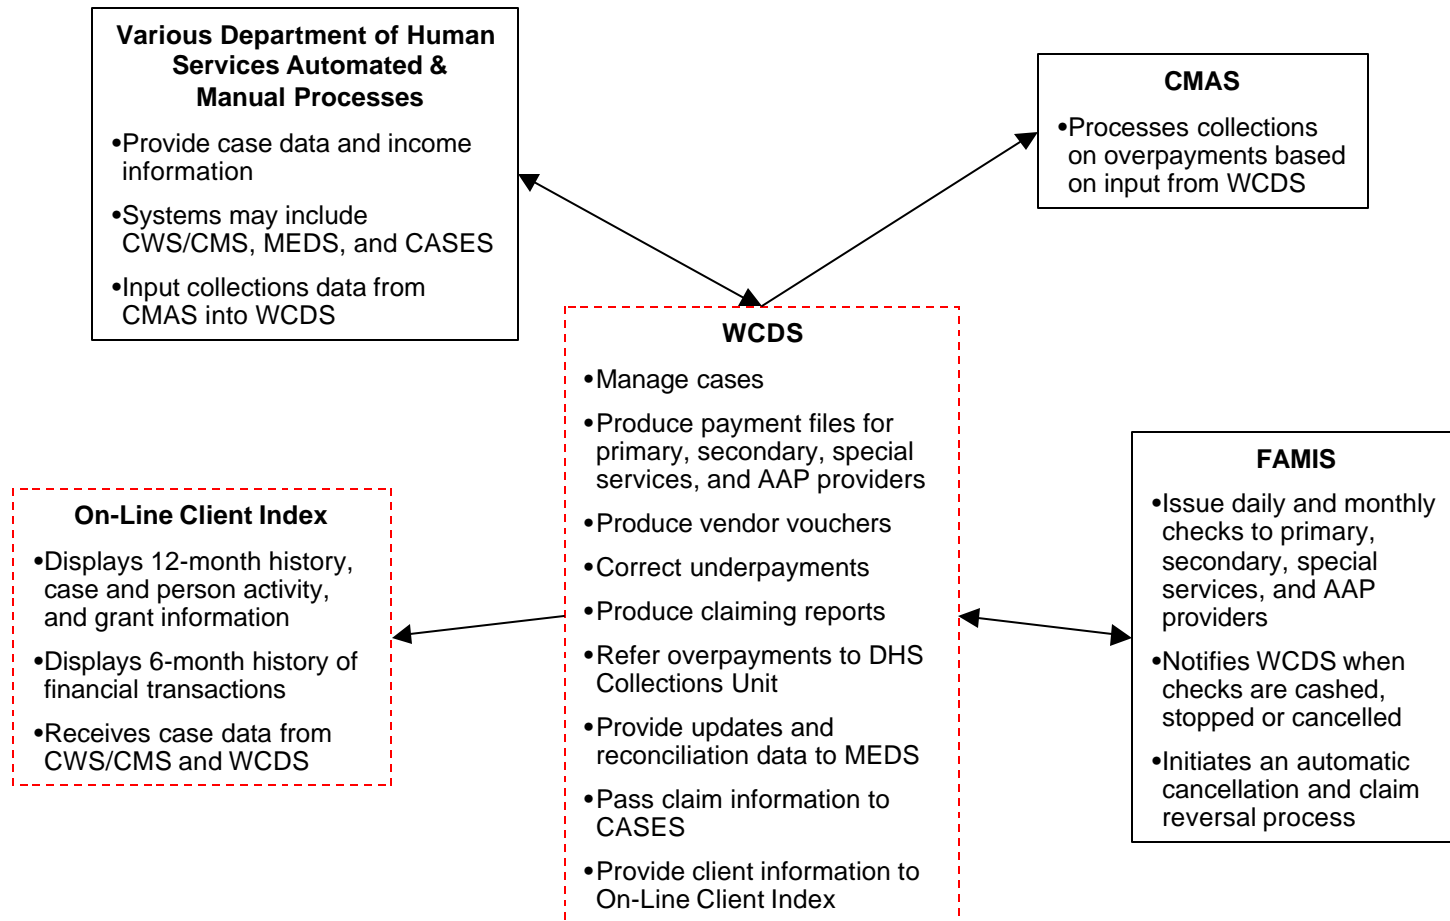 Various Department of Human
Services Automated &
Manual Processes
•Provide case data and income
information
•Systems may include
CWS/CMS, MEDS, and CASES
•Input collections data from
CMAS into WCDS
CMAS
•Processes collections
on overpayments based
on input from WCDS
WCDS
•Manage cases
•Produce payment files for
primary, secondary, special
services, and AAP providers
•Produce vendor vouchers
•Correct underpayments
•Produce claiming reports
•Refer overpayments to DHS
Collections Unit
•Provide updates and
reconciliation data to MEDS
•Pass claim information to
CASES
•Provide client information to
On-Line Client Index
On-Line Client Index
•Displays 12-month history,
case and person activity,
and grant information
•Displays 6-month history of
financial transactions
•Receives case data from
CWS/CMS and WCDS
FAMIS
•Issue daily and monthly
checks to primary,
secondary, special
services, and AAP
providers
•Notifies WCDS when
checks are cashed,
stopped or cancelled
•Initiates an automatic
cancellation and claim
reversal process